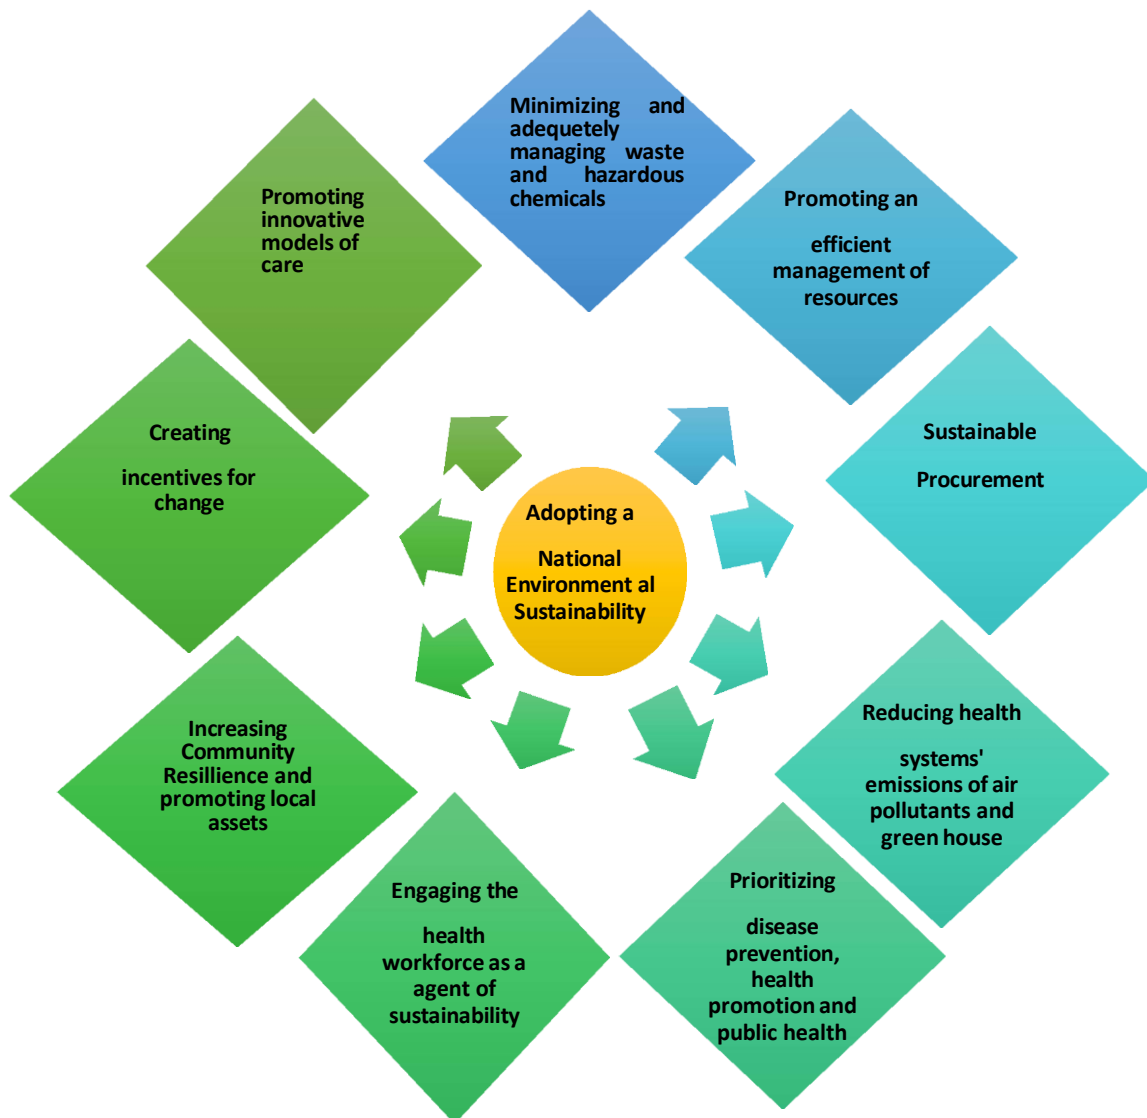 Minimizing and
adequetely
managing waste
and hazardous
chemicals
Promoting an
efficient
management of
resources
Sustainable
Procurement
Reducing health
systems'
emissions of air
pollutants and
green house
Prioritizing
disease
prevention,
health
promotion and
public health
Engaging the
health
workforce as a
agent of
sustainability
Increasing
Community
Resillience and
promoting local
assets
Creating
incentives for
change
Promoting
innovative
models of
care
Adopting a
National
Environment al
Sustainability